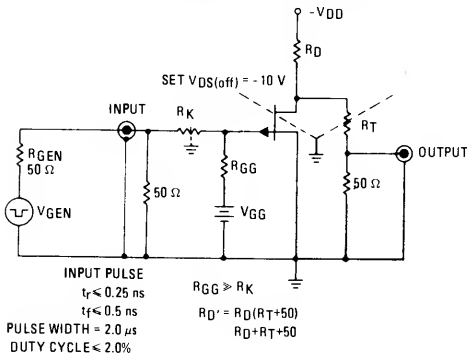 -VDD
RD
SET VDS(off) = -10 V
INPUT
RK
RT
OUTPUT
RGEN
50 Ω
RGG
50 Ω
50 Ω
VGEN
VGG
INPUT PULSE
tr ≤ 0.25 ns
tf ≤ 0.5 ns
PULSE WIDTH = 2.0 μs
DUTY CYCLE ≤ 2.0%
RGG ≫ RK
RD' = RD(RT+50)
RD+RT+50